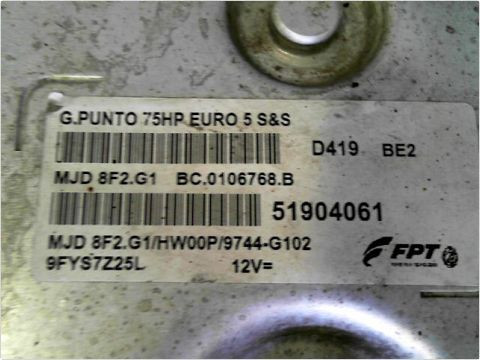 G.PUNTO 75HP EURO 5 S&S
D419 BE2
MJD 8F2.G1 BC.0106768.B
51904061
MJD 8F2.G1/HW00P/9744-G102
9FYS7Z25L 12V=
FPT